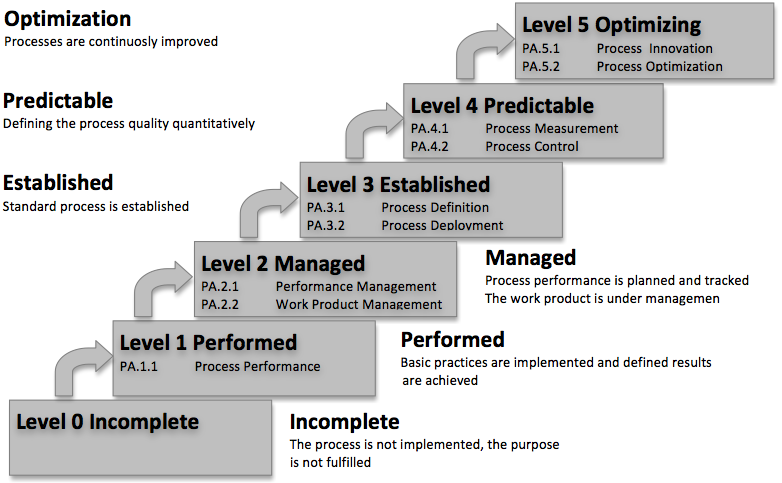 Optimization
Processes are continuosly improved
Level 5 Optimizing
PA.5.1 Process Innovation
PA.5.2 Process Optimization
Predictable
Defining the process quality quantitatively
Level 4 Predictable
PA.4.1 Process Measurement
PA.4.2 Process Control
Established
Standard process is established
Level 3 Established
PA.3.1 Process Definition
PA.3.2 Process Deployment
Level 2 Managed
PA.2.1 Performance Management
PA.2.2 Work Product Management
Managed
Process performance is planned and tracked
The work product is under managemen
Level 1 Performed
PA.1.1 Process Performance
Performed
Basic practices are implemented and defined results
are achieved
Level 0 Incomplete
Incomplete
The process is not implemented, the purpose
is not fulfilled